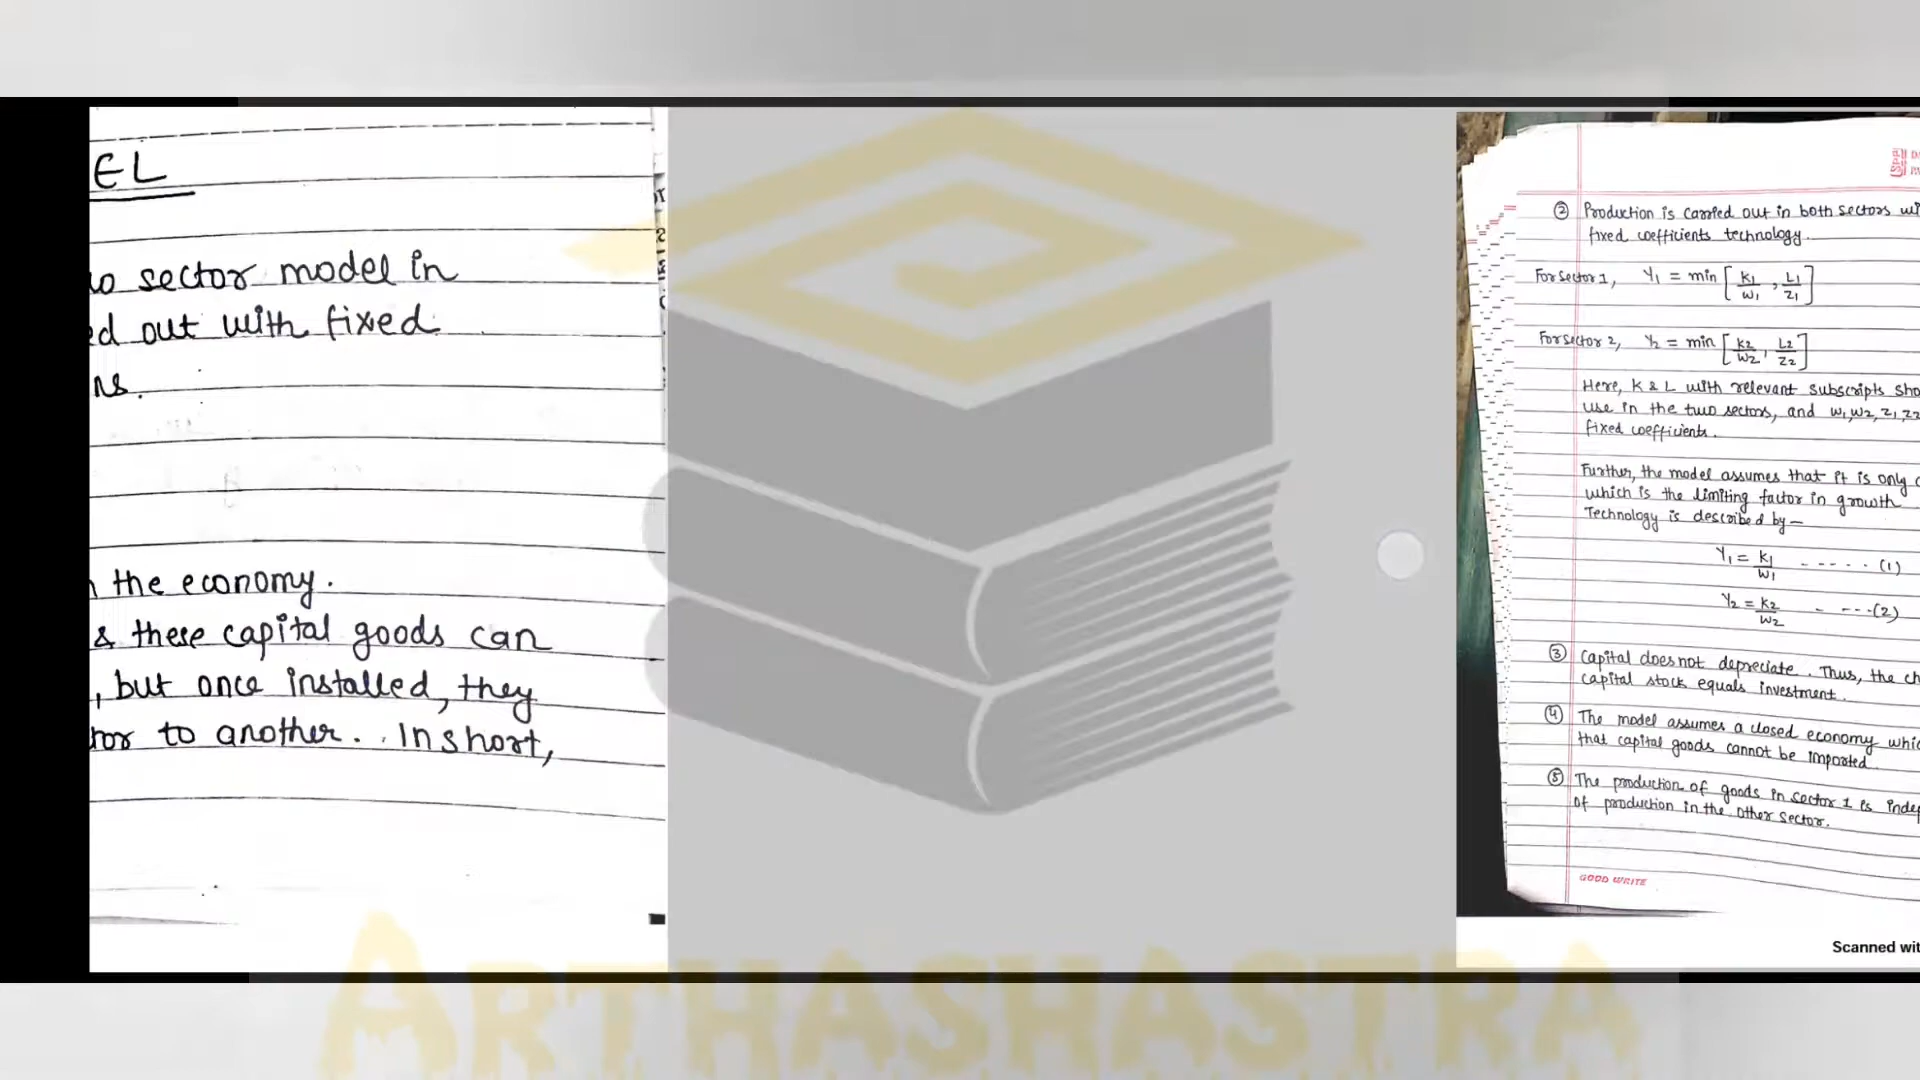 EL
sector model in
ed out with fixed
ns.
the economy.
& these capital goods can
, but once installed, they
tor to another. In short,
② Production is carried out in both sectors wi
fixed coefficients technology.
For sector 1, Y₁ = min [K₁/w₁, L₁/z₁]
For sector 2, Y₂ = min [K₂/w₂, L₂/z₂]
Here, K & L with relevant subscripts sho
use in the two sectors, and w₁, w₂, z₁, z₂
fixed coefficients.
Further, the model assumes that it is only c
which is the limiting factor in growth
Technology is described by—
Y₁ = K₁/w₁ ----- (1)
Y₂ = K₂/w₂ - ---(2)
③ Capital does not depreciate. Thus, the ch
capital stock equals investment.
④ The model assumes a closed economy whic
that capital goods cannot be imported
⑤ The production of goods in sector 1 is inde
of production in the other sector.
GOOD WRITE
Scanned wit
ARTHASHASTRA